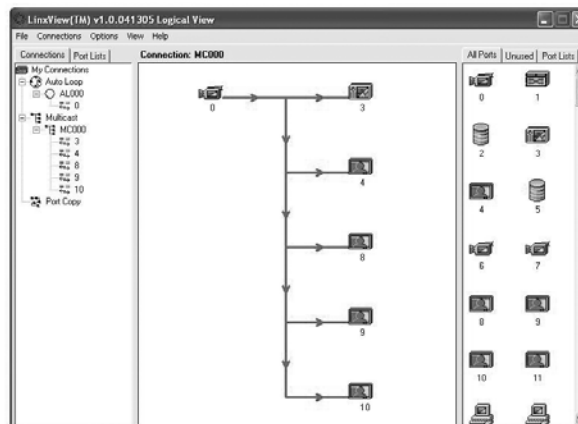 LinxView(TM) v1.0.041305 Logical View
File Connections Options View Help
Connections Port Lists
My Connections
Auto Loop
AL000
0
Multicast
MC000
3
4
8
9
10
Port Copy
Connection: MC000
0
3
4
8
9
10
All Ports Unused Port Lists
0 1
2 3
4 5
6 7
8 9
10 11